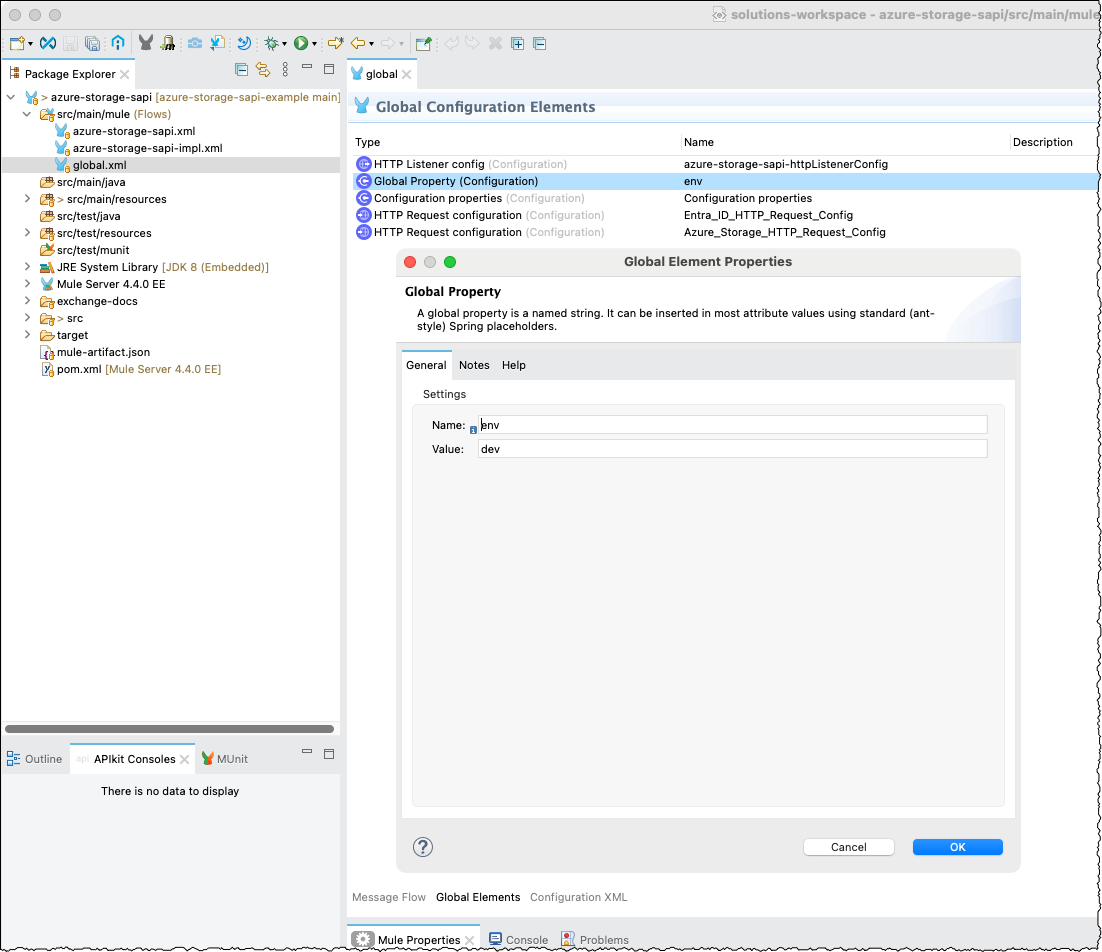 solutions-workspace - azure-storage-sapi/src/main/mule
Package Explorer
> azure-storage-sapi [azure-storage-sapi-example main]
src/main/mule (Flows)
azure-storage-sapi.xml
azure-storage-sapi-impl.xml
global.xml
src/main/java
> src/main/resources
src/test/java
src/test/resources
src/test/munit
JRE System Library [JDK 8 (Embedded)]
Mule Server 4.4.0 EE
exchange-docs
> src
target
mule-artifact.json
pom.xml [Mule Server 4.4.0 EE]
Outline
api APIkit Consoles
MUnit
There is no data to display
global
Global Configuration Elements
Type Name Description
HTTP Listener config (Configuration) azure-storage-sapi-httpListenerConfig
Global Property (Configuration) env
Configuration properties (Configuration) Configuration properties
HTTP Request configuration (Configuration) Entra_ID_HTTP_Request_Config
HTTP Request configuration (Configuration) Azure_Storage_HTTP_Request_Config
Global Element Properties
Global Property
A global property is a named string. It can be inserted in most attribute values using standard (ant-
style) Spring placeholders.
General Notes Help
Settings
Name: env
Value: dev
? Cancel OK
Message Flow Global Elements Configuration XML
Mule Properties Console Problems